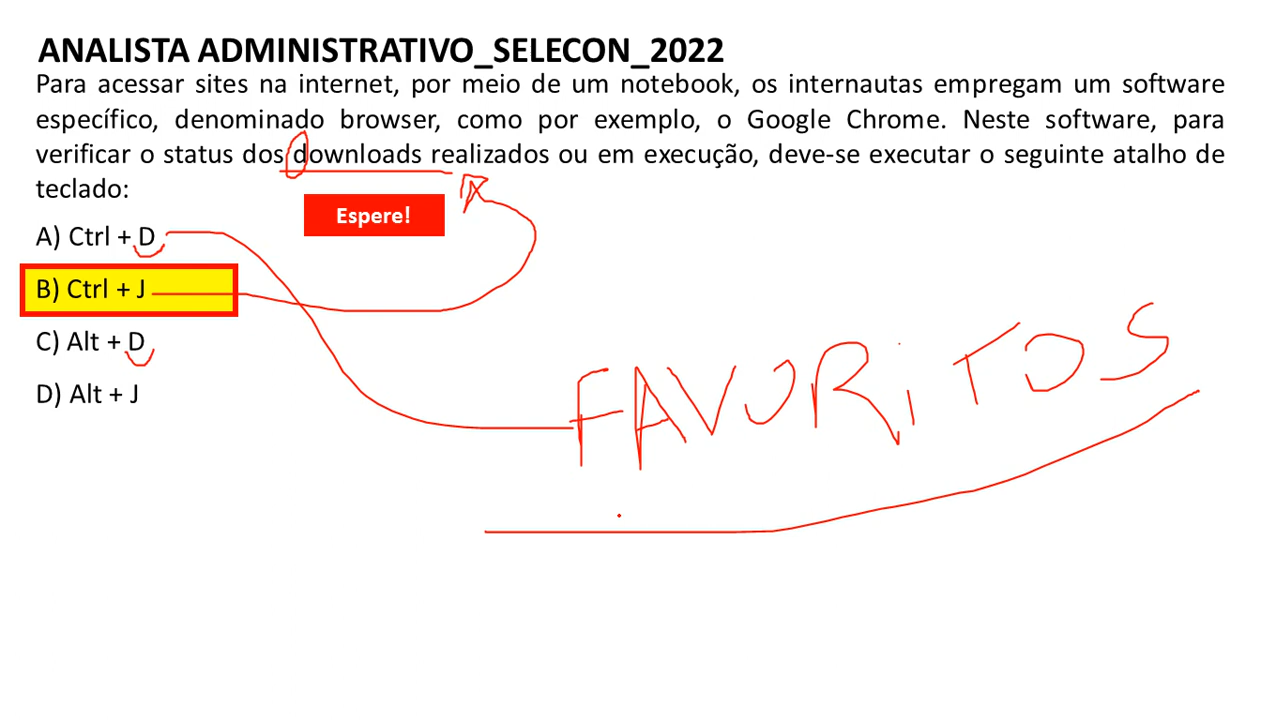 ANALISTA ADMINISTRATIVO_SELECON_2022
Para acessar sites na internet, por meio de um notebook, os internautas empregam um software
específico, denominado browser, como por exemplo, o Google Chrome. Neste software, para
verificar o status dos downloads realizados ou em execução, deve-se executar o seguinte atalho de
teclado:
Espere!
A) Ctrl + D
B) Ctrl + J
C) Alt + D
D) Alt + J
FAVORiTOS